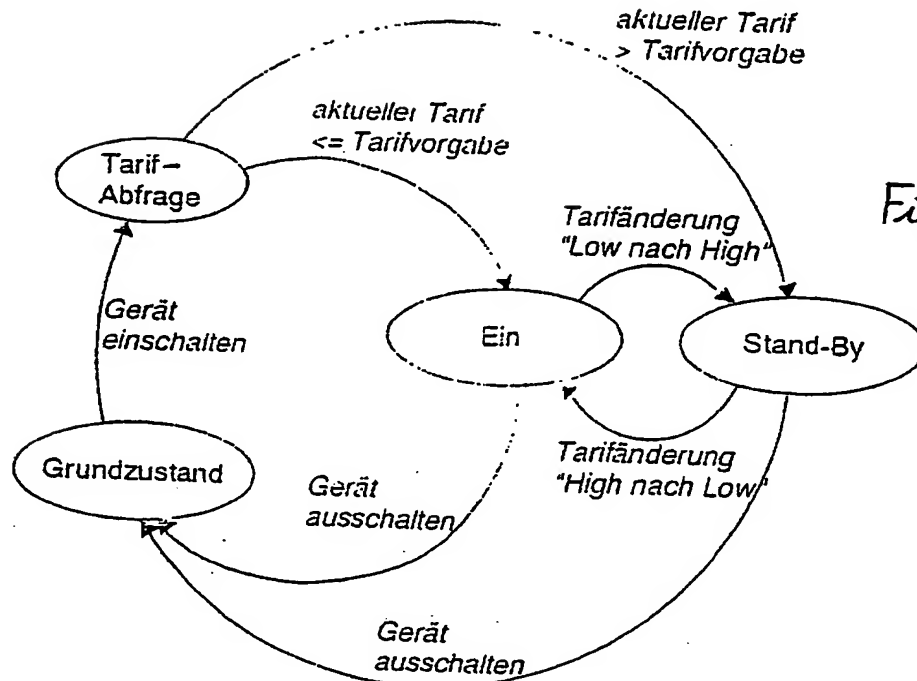 aktueller Tarif
> Tarifvorgabe
aktueller Tarif
<= Tarifvorgabe
Tarif-
Abfrage
Tarifänderung
"Low nach High"
Gerät
einschalten
Ein
Stand-By
Tarifänderung
"High nach Low"
Grundzustand
Gerät
ausschalten
Gerät
ausschalten